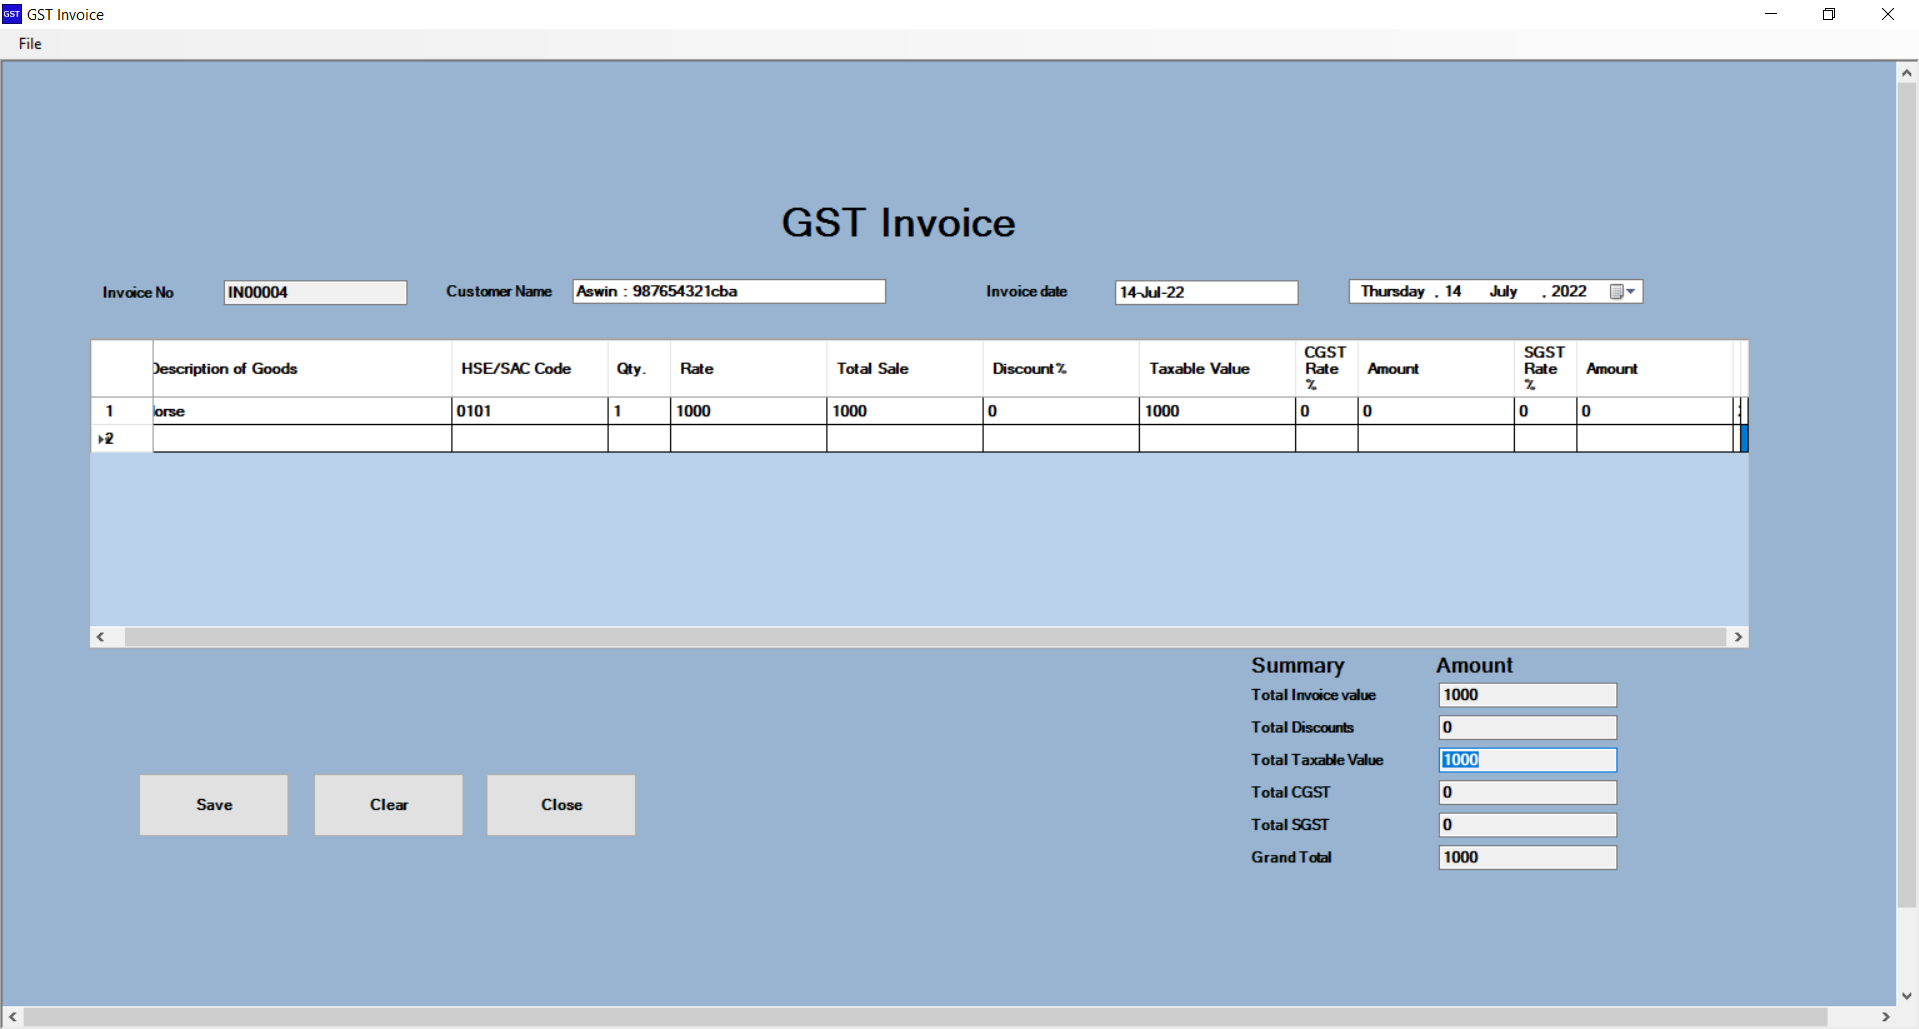 GST GST Invoice
File
GST Invoice
Invoice No IN00004 Customer Name Aswin : 987654321cba Invoice date 14-Jul-22 Thursday , 14 July , 2022
Description of Goods HSE/SAC Code Qty. Rate Total Sale Discount% Taxable Value CGST Rate % Amount SGST Rate % Amount
1 orse 0101 1 1000 1000 0 1000 0 0 0 0
2
Summary Amount
Total Invoice value 1000
Total Discounts 0
Total Taxable Value 1000
Total CGST 0
Total SGST 0
Grand Total 1000
Save Clear Close